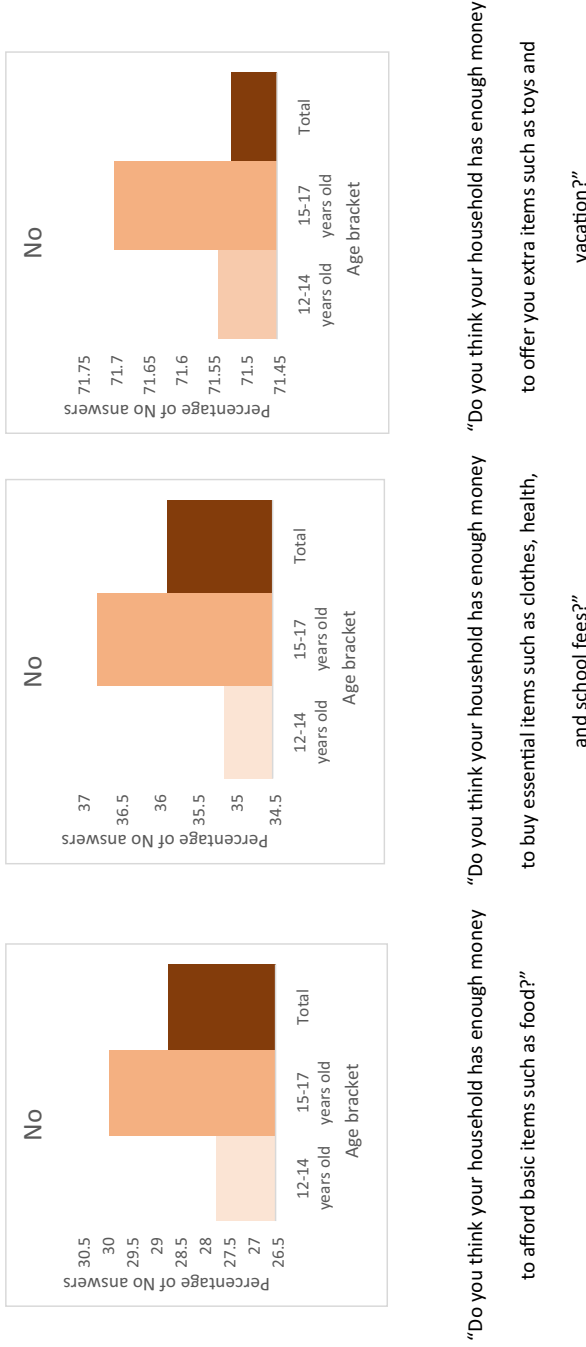 No
Percentage of No answers
30.5
30
29.5
29
28.5
28
27.5
27
26.5
12-14
years old
15-17
years old
Total
Age bracket
“Do you think your household has enough money
to afford basic items such as food?”
No
Percentage of No answers
37
36.5
36
35.5
35
34.5
12-14
years old
15-17
years old
Total
Age bracket
“Do you think your household has enough money
to buy essential items such as clothes, health,
and school fees?”
No
Percentage of No answers
71.75
71.7
71.65
71.6
71.55
71.5
71.45
12-14
years old
15-17
years old
Total
Age bracket
“Do you think your household has enough money
to offer you extra items such as toys and
vacation?”